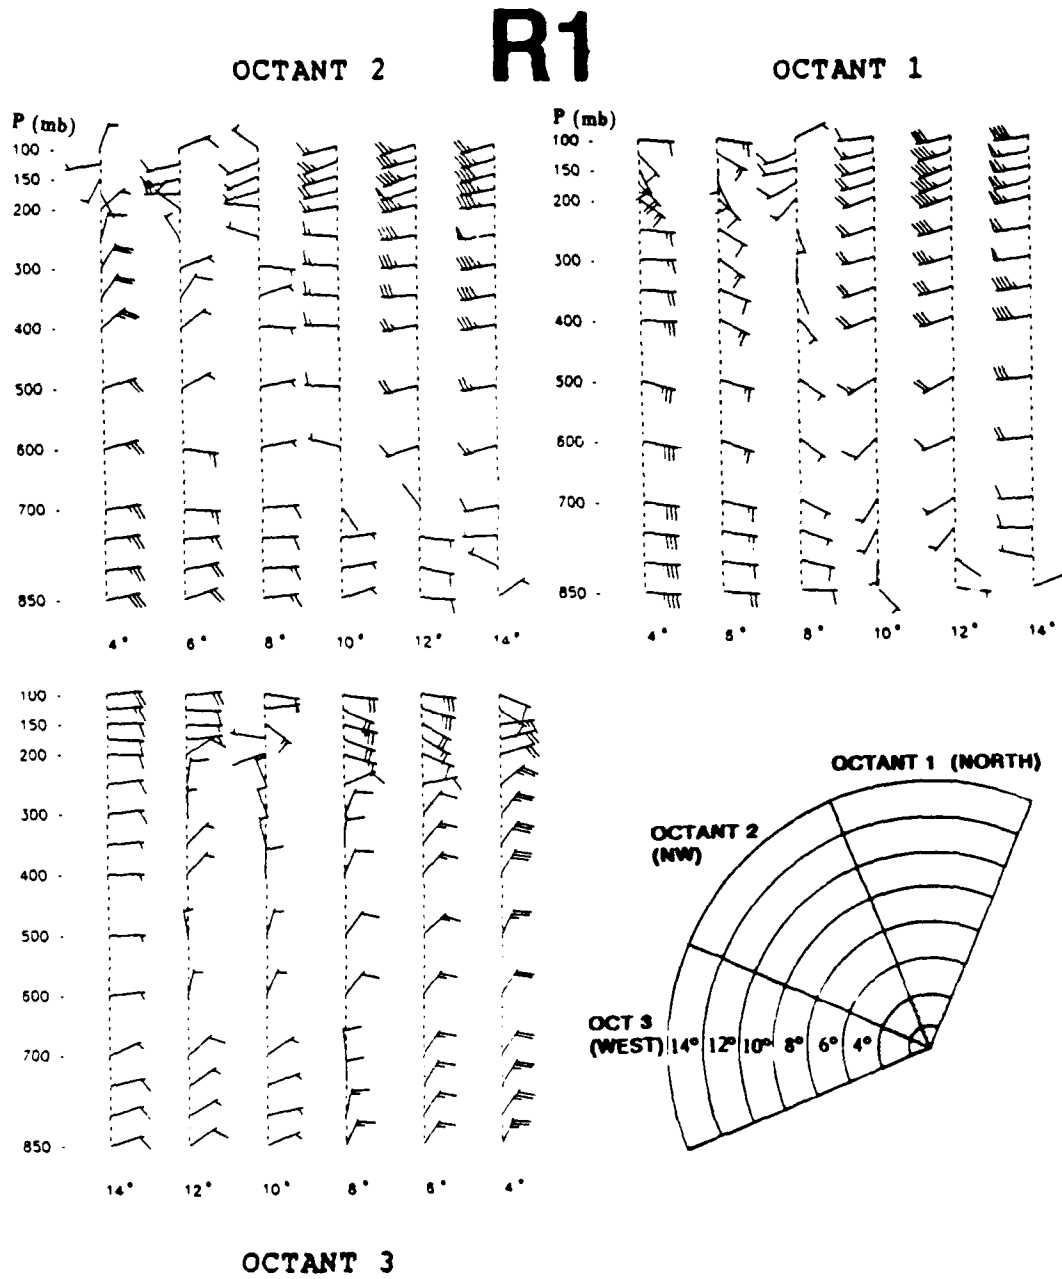 R1
OCTANT 2
OCTANT 1
P (mb)
100
150
200
300
400
500
600
700
850
4° 6° 8° 10° 12° 14°
P (mb)
100
150
200
300
400
500
600
700
850
4° 6° 8° 10° 12° 14°
100
150
200
300
400
500
600
700
850
14° 12° 10° 8° 6° 4°
OCTANT 3
OCTANT 1 (NORTH)
OCTANT 2
(NW)
OCT 3
(WEST) 14° 12° 10° 8° 6° 4°